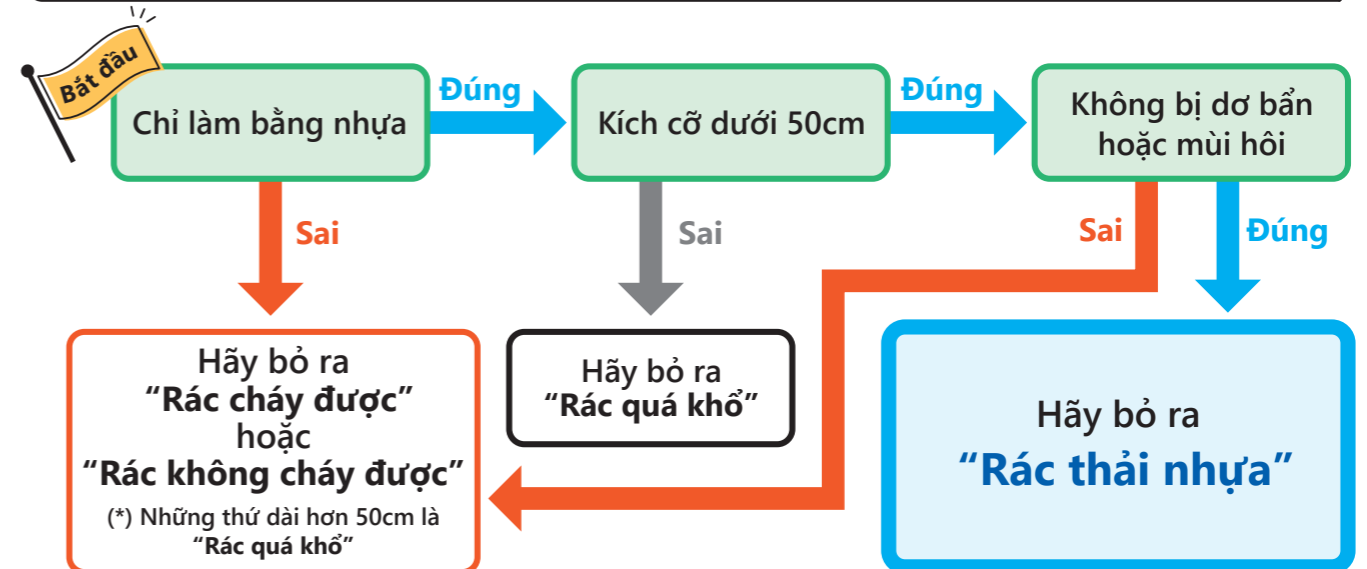 Bắt đầu
Chỉ làm bằng nhựa
Đúng
Kích cỡ dưới 50cm
Đúng
Không bị dơ bẩn
hoặc mùi hôi
Sai
Sai
Sai
Đúng
Hãy bỏ ra
“Rác cháy được”
hoặc
“Rác không cháy được”
(*) Những thứ dài hơn 50cm là
“Rác quá khổ”
Hãy bỏ ra
“Rác quá khổ”
Hãy bỏ ra
“Rác thải nhựa”